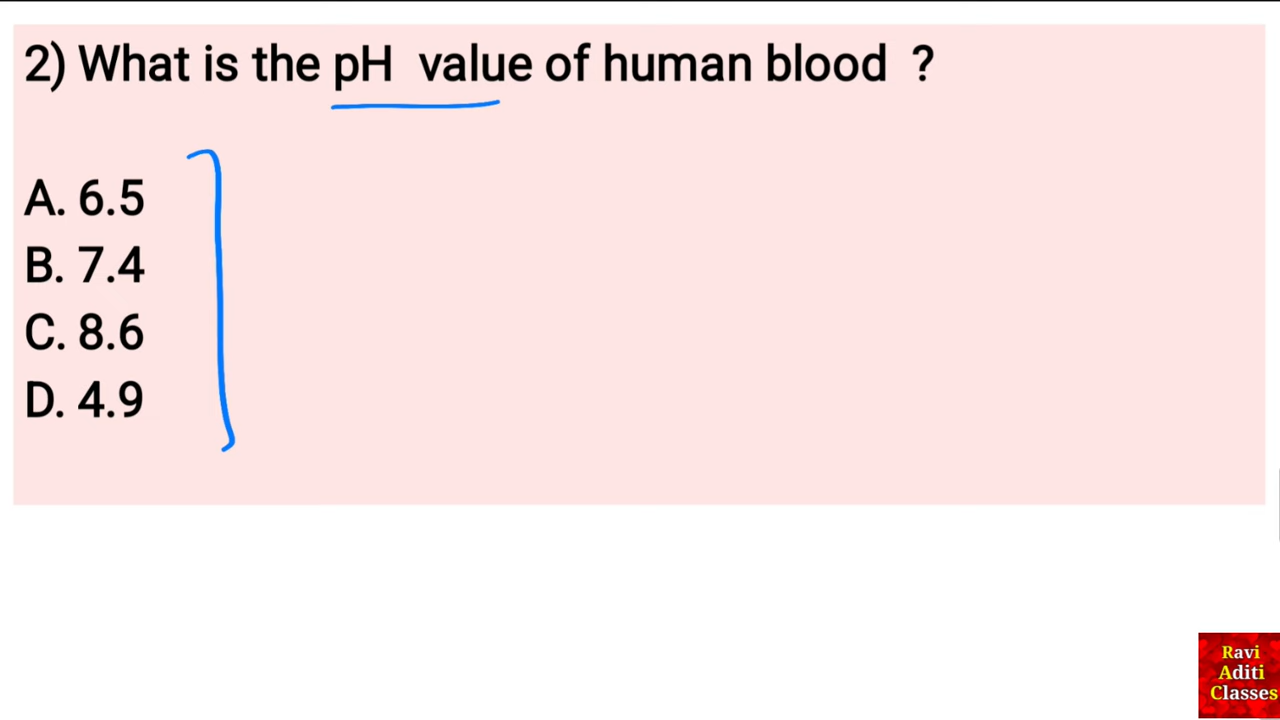 2) What is the pH value of human blood ?
A. 6.5
B. 7.4
C. 8.6
D. 4.9
Ravi
Aditi
Classes